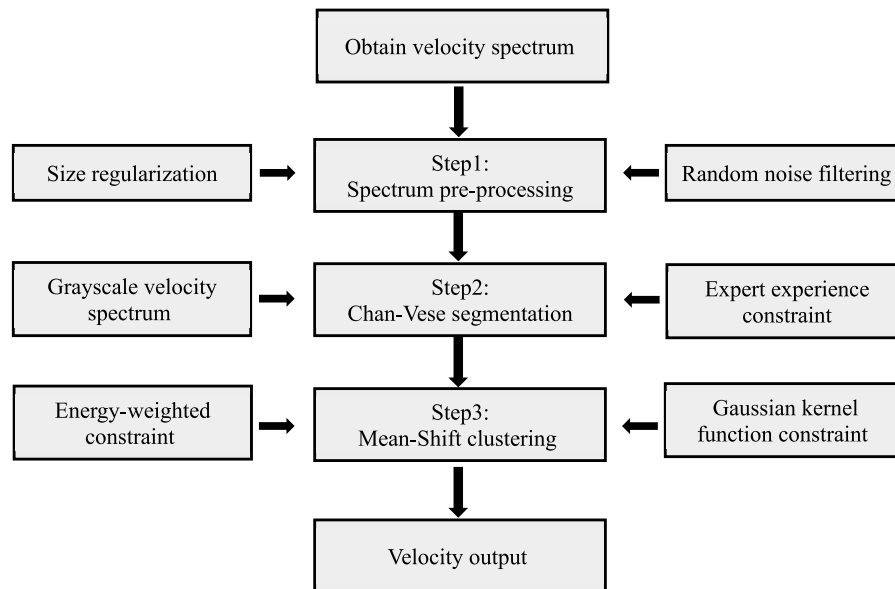 Obtain velocity spectrum
Size regularization
Step1:
Spectrum pre-processing
Random noise filtering
Grayscale velocity
spectrum
Step2:
Chan-Vese segmentation
Expert experience
constraint
Energy-weighted
constraint
Step3:
Mean-Shift clustering
Gaussian kernel
function constraint
Velocity output